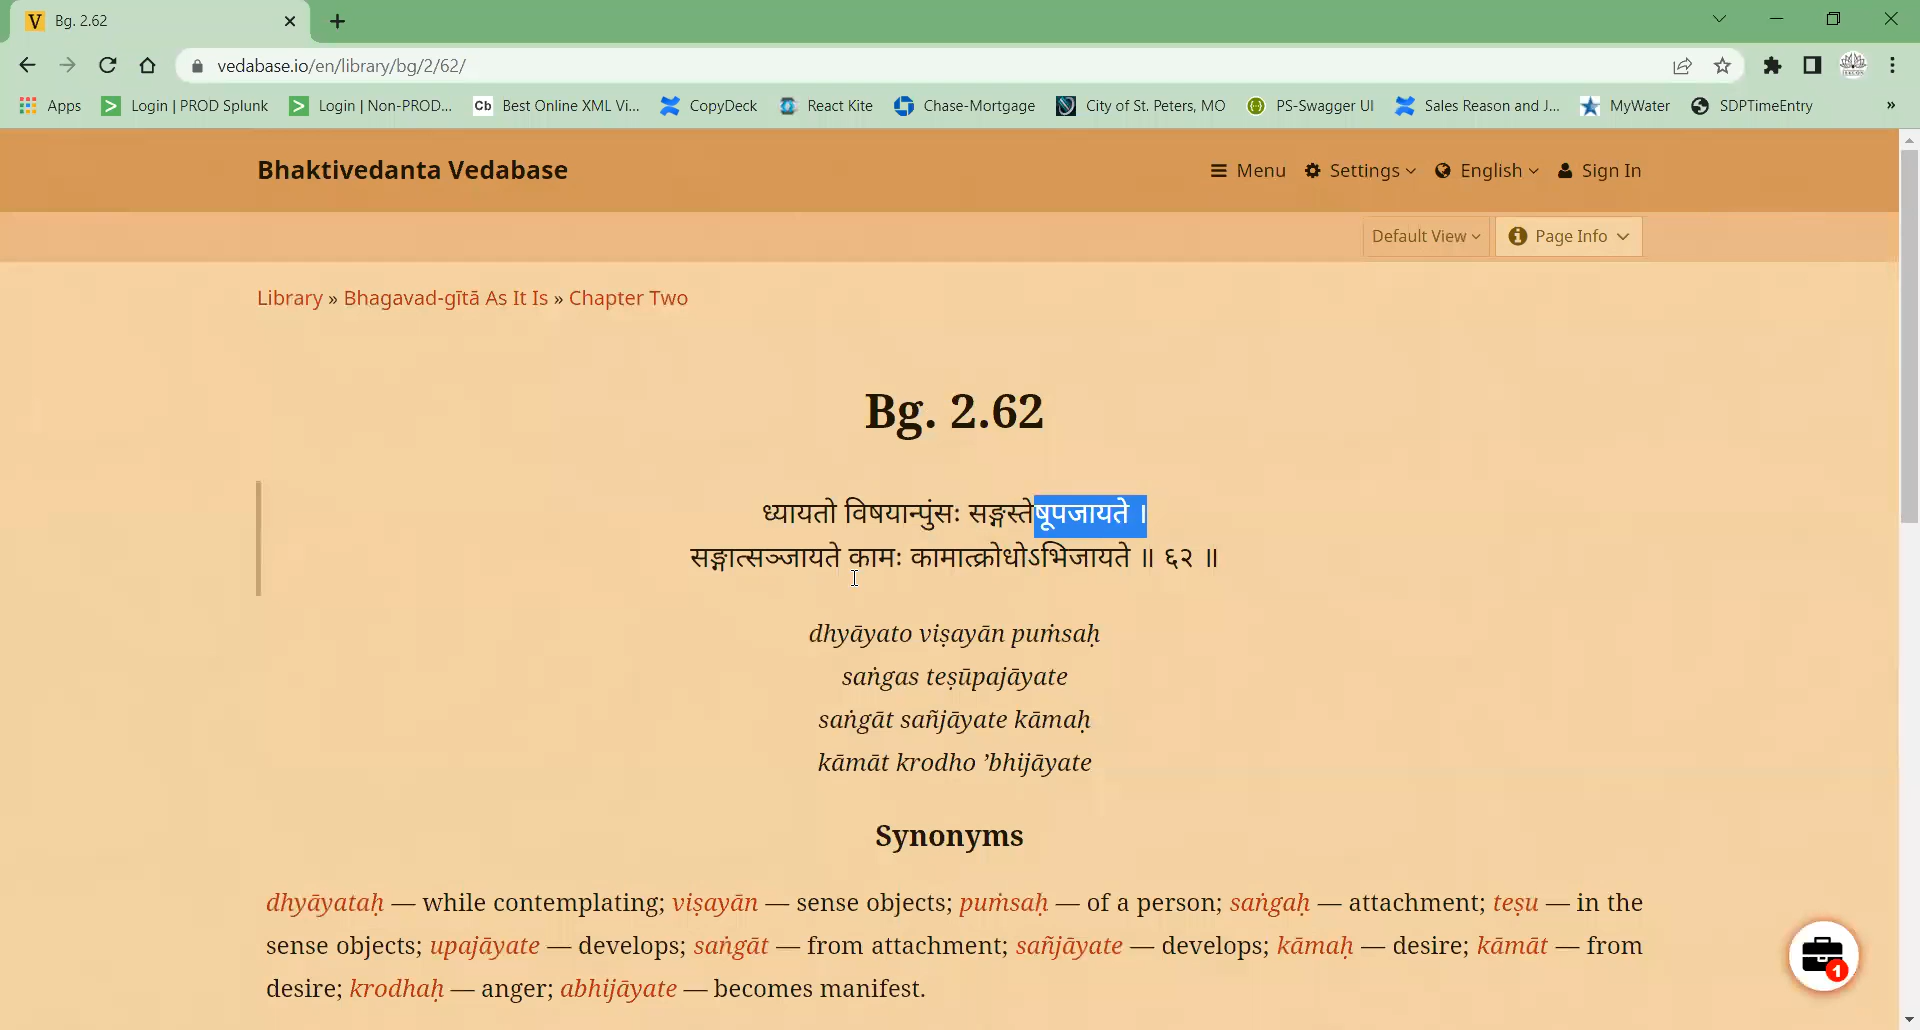 V Bg. 2.62
vedabase.io/en/library/bg/2/62/
Apps Login | PROD Splunk Login | Non-PROD... Cb Best Online XML Vi... CopyDeck React Kite Chase-Mortgage City of St. Peters, MO PS-Swagger UI Sales Reason and J... MyWater SDPTimeEntry »
Bhaktivedanta Vedabase Menu Settings English Sign In
Default View Page Info
Library » Bhagavad-gītā As It Is » Chapter Two
Bg. 2.62
ध्यायतो विषयान्पुंसः सङ्गस्तेषूपजायते ।
सङ्गात्सञ्जायते कामः कामात्क्रोधोऽभिजायते ॥ ६२ ॥
dhyāyato viṣayān puṁsaḥ
saṅgas teṣūpajāyate
saṅgāt sañjāyate kāmaḥ
kāmāt krodho ’bhijāyate
Synonyms
dhyāyataḥ — while contemplating; viṣayān — sense objects; puṁsaḥ — of a person; saṅgaḥ — attachment; teṣu — in the
sense objects; upajāyate — develops; saṅgāt — from attachment; sañjāyate — develops; kāmaḥ — desire; kāmāt — from
desire; krodhaḥ — anger; abhijāyate — becomes manifest.
1